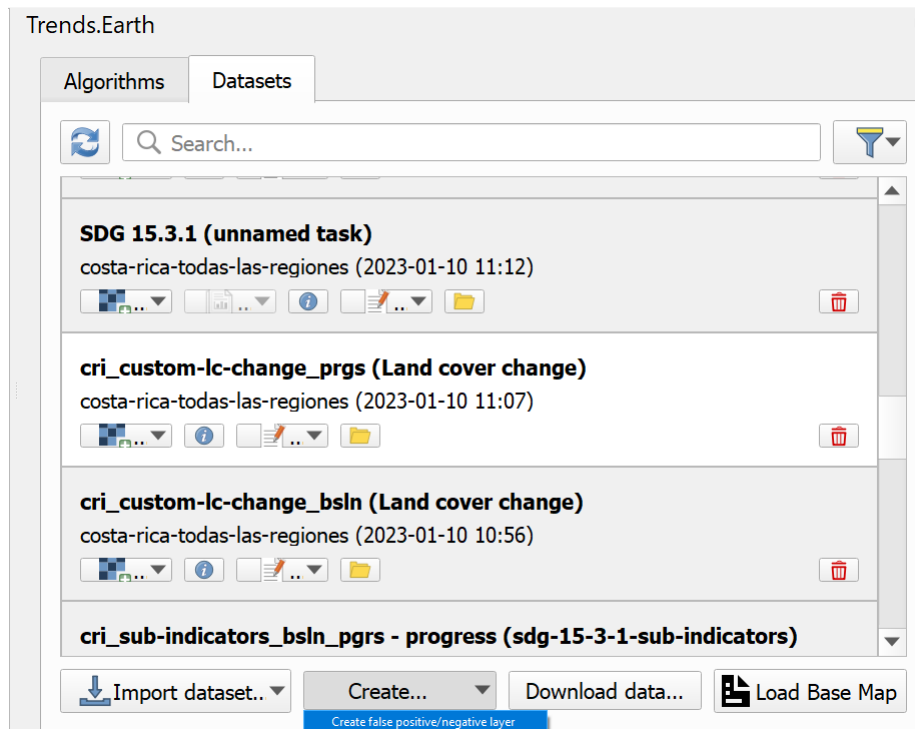 Trends.Earth
Algorithms
Datasets
Search...
SDG 15.3.1 (unnamed task)
costa-rica-todas-las-regiones (2023-01-10 11:12)
.. .. ..
cri_custom-lc-change_prgs (Land cover change)
costa-rica-todas-las-regiones (2023-01-10 11:07)
.. ..
cri_custom-lc-change_bsln (Land cover change)
costa-rica-todas-las-regiones (2023-01-10 10:56)
.. ..
cri_sub-indicators_bsln_pgrs - progress (sdg-15-3-1-sub-indicators)
Import dataset..
Create...
Download data...
Load Base Map
Create false positive/negative layer